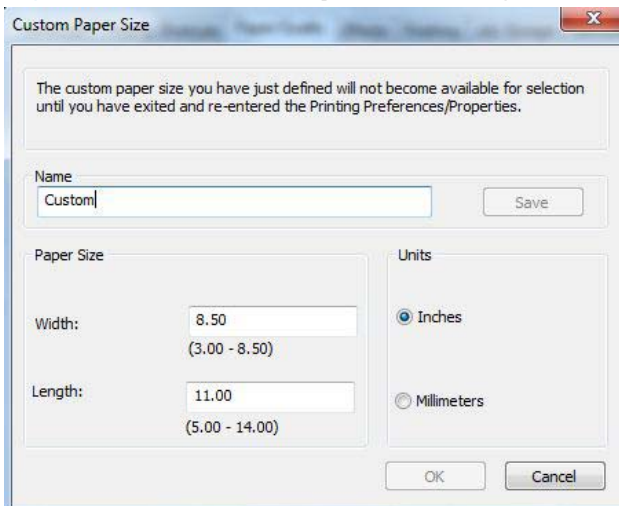 Custom Paper Size
The custom paper size you have just defined will not become available for selection
until you have exited and re-entered the Printing Preferences/Properties.
Name
Custom
Save
Paper Size
Units
Width:
8.50
Inches
(3.00 - 8.50)
Length:
11.00
Millimeters
(5.00 - 14.00)
OK
Cancel